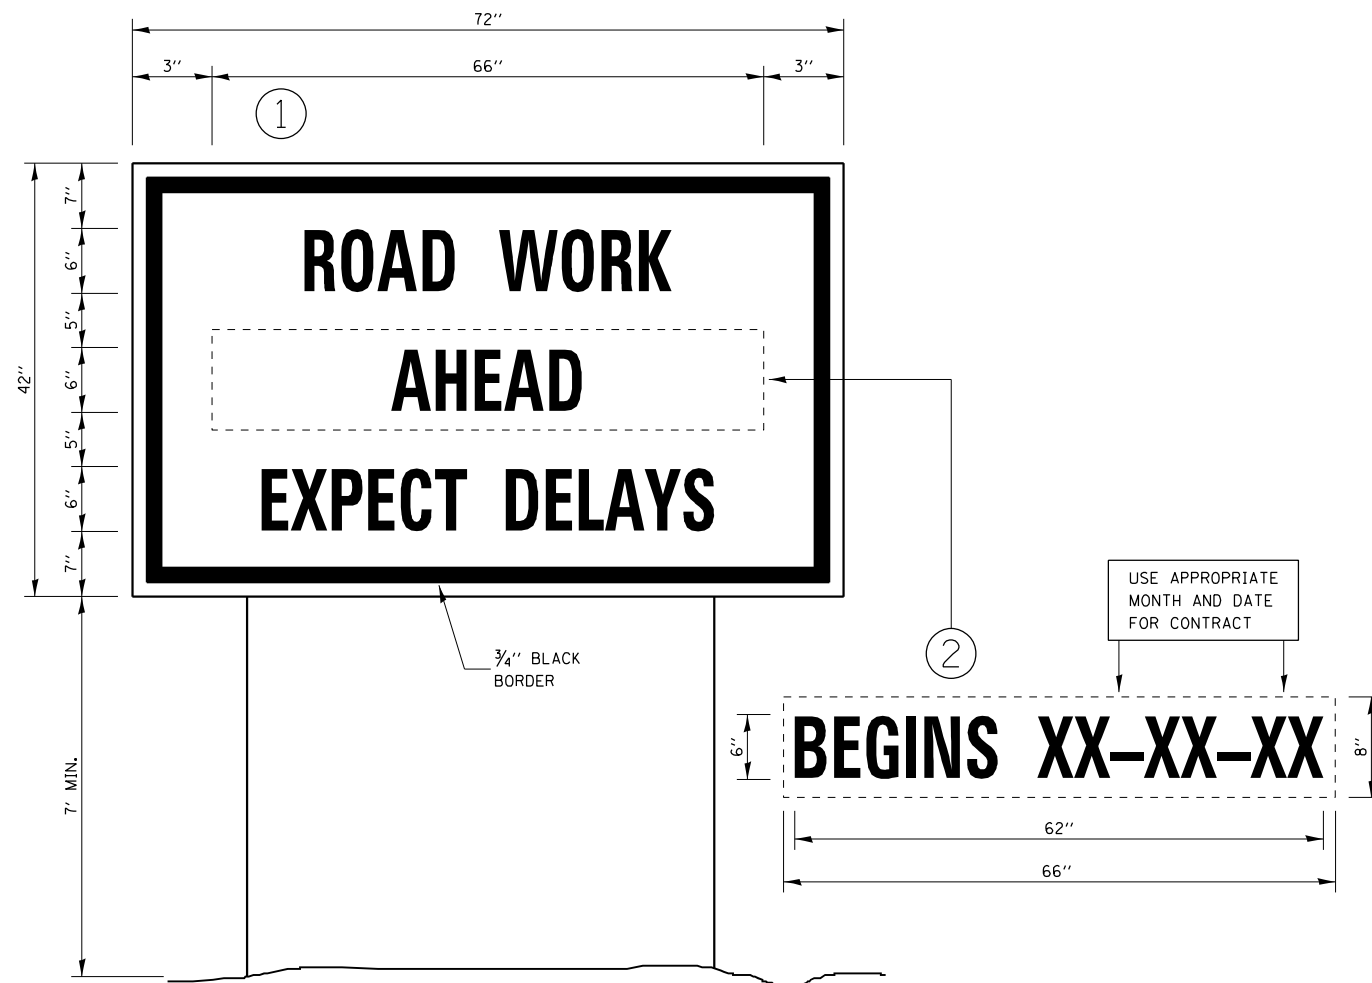 72''
3'' 66'' 3''
1
7''
ROAD WORK
6''
5''
AHEAD
42''
6''
5''
EXPECT DELAYS
6''
7''
USE APPROPRIATE
MONTH AND DATE
FOR CONTRACT
2
3/4'' BLACK
BORDER
BEGINS XX-XX-XX
6''
8''
7' MIN.
62''
66''